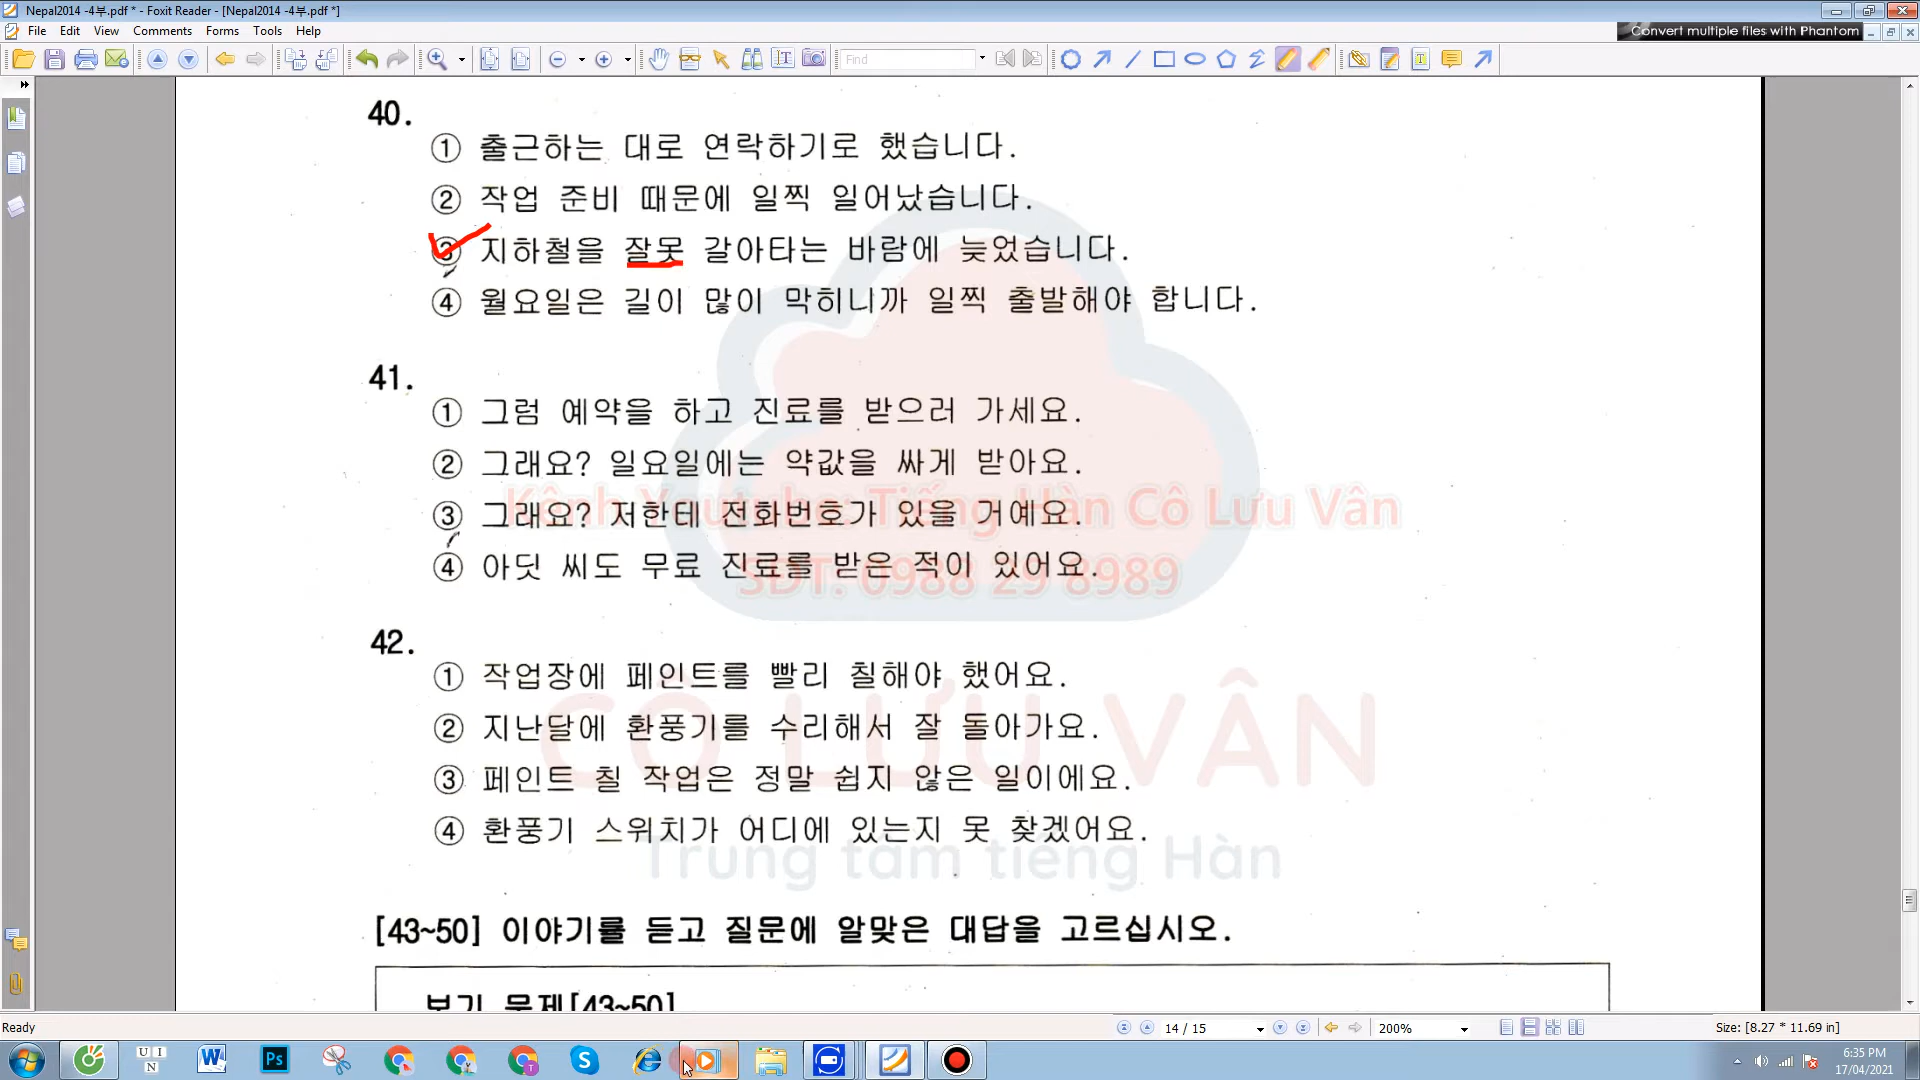 Nepal2014 -4부.pdf * - Foxit Reader - [Nepal2014 -4부.pdf *]
File Edit View Comments Forms Tools Help
Convert multiple files with Phantom
Find
40.
① 출근하는 대로 연락하기로 했습니다.
② 작업 준비 때문에 일찍 일어났습니다.
③ 지하철을 잘못 갈아타는 바람에 늦었습니다.
④ 월요일은 길이 많이 막히니까 일찍 출발해야 합니다.
41.
① 그럼 예약을 하고 진료를 받으러 가세요.
② 그래요? 일요일에는 약값을 싸게 받아요.
③ 그래요? 저한테 전화번호가 있을 거예요.
Kênh Youtube: Tiếng Hàn Cô Lưu Vân
④ 아딧 씨도 무료 진료를 받은 적이 있어요.
SĐT: 0988 29 8989
42.
① 작업장에 페인트를 빨리 칠해야 했어요.
② 지난달에 환풍기를 수리해서 잘 돌아가요.
CÔ LƯU VÂN
③ 페인트 칠 작업은 정말 쉽지 않은 일이에요.
④ 환풍기 스위치가 어디에 있는지 못 찾겠어요.
Trung tâm tiếng Hàn
[43~50] 이야기를 듣고 질문에 알맞은 대답을 고르십시오.
보기 문제[43~50]
Ready
14 / 15
200%
Size: [8.27 * 11.69 in]
U I
N
6:35 PM
17/04/2021